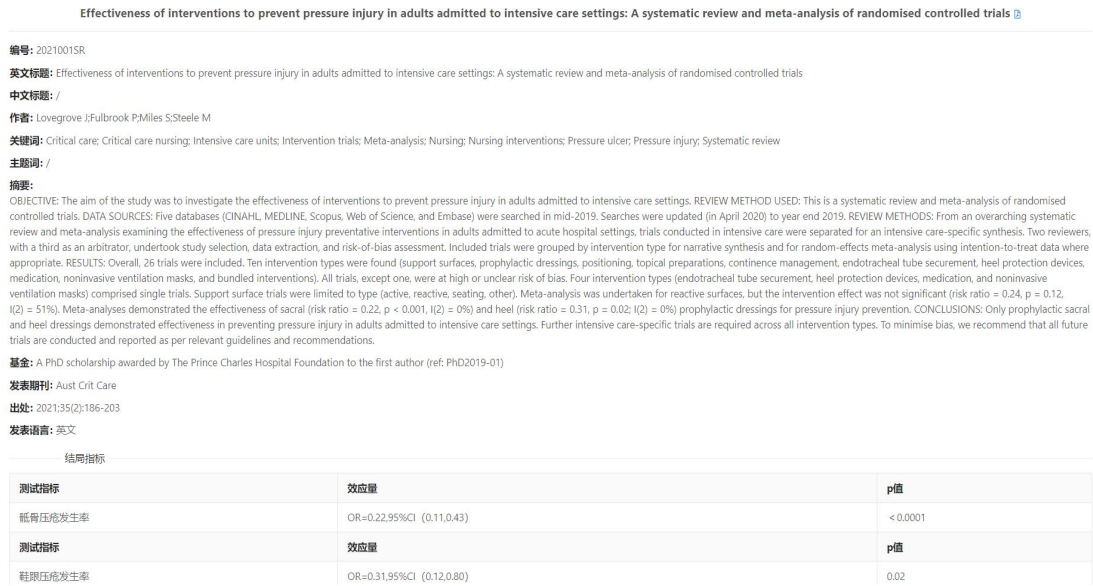 Effectiveness of interventions to prevent pressure injury in adults admitted to intensive care settings: A systematic review and meta-analysis of randomised controlled trials
编号: 2021001SR
英文标题: Effectiveness of interventions to prevent pressure injury in adults admitted to intensive care settings: A systematic review and meta-analysis of randomised controlled trials
中文标题: /
作者: Lovegrove J;Fulbrook P;Miles S;Steele M
关键词: Critical care; Critical care nursing; Intensive care units; Intervention trials; Meta-analysis; Nursing; Nursing interventions; Pressure ulcer; Pressure injury; Systematic review
主题词: /
摘要:
OBJECTIVE: The aim of the study was to investigate the effectiveness of interventions to prevent pressure injury in adults admitted to intensive care settings. REVIEW METHOD USED: This is a systematic review and meta-analysis of randomised
controlled trials. DATA SOURCES: Five databases (CINAHL, MEDLINE, Scopus, Web of Science, and Embase) were searched in mid-2019. Searches were updated (in April 2020) to year end 2019. REVIEW METHODS: From an overarching systematic
review and meta-analysis examining the effectiveness of pressure injury preventative interventions in adults admitted to acute hospital settings, trials conducted in intensive care were separated for an intensive care-specific synthesis. Two reviewers,
with a third as an arbitrator, undertook study selection, data extraction, and risk-of-bias assessment. Included trials were grouped by intervention type for narrative synthesis and for random-effects meta-analysis using intention-to-treat data where
appropriate. RESULTS: Overall, 26 trials were included. Ten intervention types were found (support surfaces, prophylactic dressings, positioning, topical preparations, continence management, endotracheal tube securement, heel protection devices,
medication, noninvasive ventilation masks, and bundled interventions). All trials, except one, were at high or unclear risk of bias. Four intervention types (endotracheal tube securement, heel protection devices, medication, and noninvasive
ventilation masks) comprised single trials. Support surface trials were limited to type (active, reactive, seating, other). Meta-analysis was undertaken for reactive surfaces, but the intervention effect was not significant (risk ratio = 0.24, p = 0.12,
I(2) = 51%). Meta-analyses demonstrated the effectiveness of sacral (risk ratio = 0.22, p < 0.001, I(2) = 0%) and heel (risk ratio = 0.31, p = 0.02; I(2) = 0%) prophylactic dressings for pressure injury prevention. CONCLUSIONS: Only prophylactic sacral
and heel dressings demonstrated effectiveness in preventing pressure injury in adults admitted to intensive care settings. Further intensive care-specific trials are required across all intervention types. To minimise bias, we recommend that all future
trials are conducted and reported as per relevant guidelines and recommendations.
基金: A PhD scholarship awarded by The Prince Charles Hospital Foundation to the first author (ref: PhD2019-01)
发表期刊: Aust Crit Care
出处: 2021;35(2):186-203
发表语言: 英文
结局指标
测试指标 效应量 p值
骶骨压疮发生率 OR=0.22,95%CI（0.11,0.43) ＜0.0001
测试指标 效应量 p值
鞋跟压疮发生率 OR=0.31,95%CI（0.12,0.80) 0.02